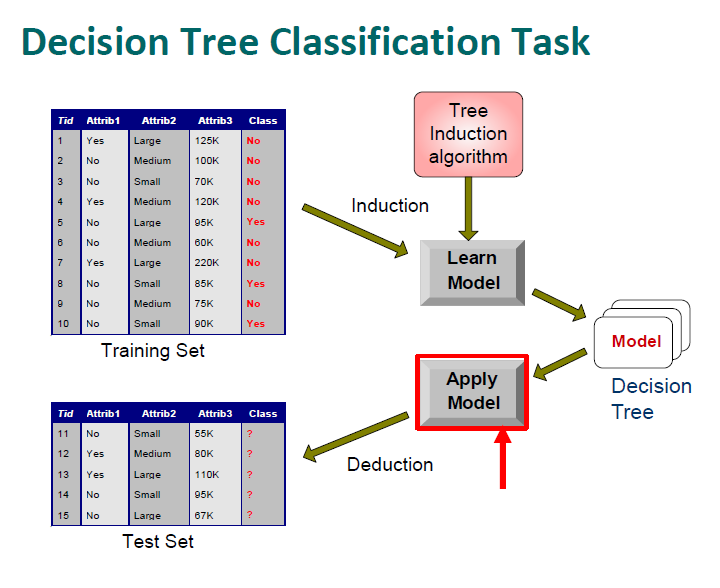 Decision Tree Classification Task
Tid Attrib1 Attrib2 Attrib3 Class
1 Yes Large 125K No
2 No Medium 100K No
3 No Small 70K No
4 Yes Medium 120K No
5 No Large 95K Yes
6 No Medium 60K No
7 Yes Large 220K No
8 No Small 85K Yes
9 No Medium 75K No
10 No Small 90K Yes
Training Set
Tree
Induction
algorithm
Induction
Learn
Model
Model
Decision
Tree
Apply
Model
Deduction
Tid Attrib1 Attrib2 Attrib3 Class
11 No Small 55K ?
12 Yes Medium 80K ?
13 Yes Large 110K ?
14 No Small 95K ?
15 No Large 67K ?
Test Set